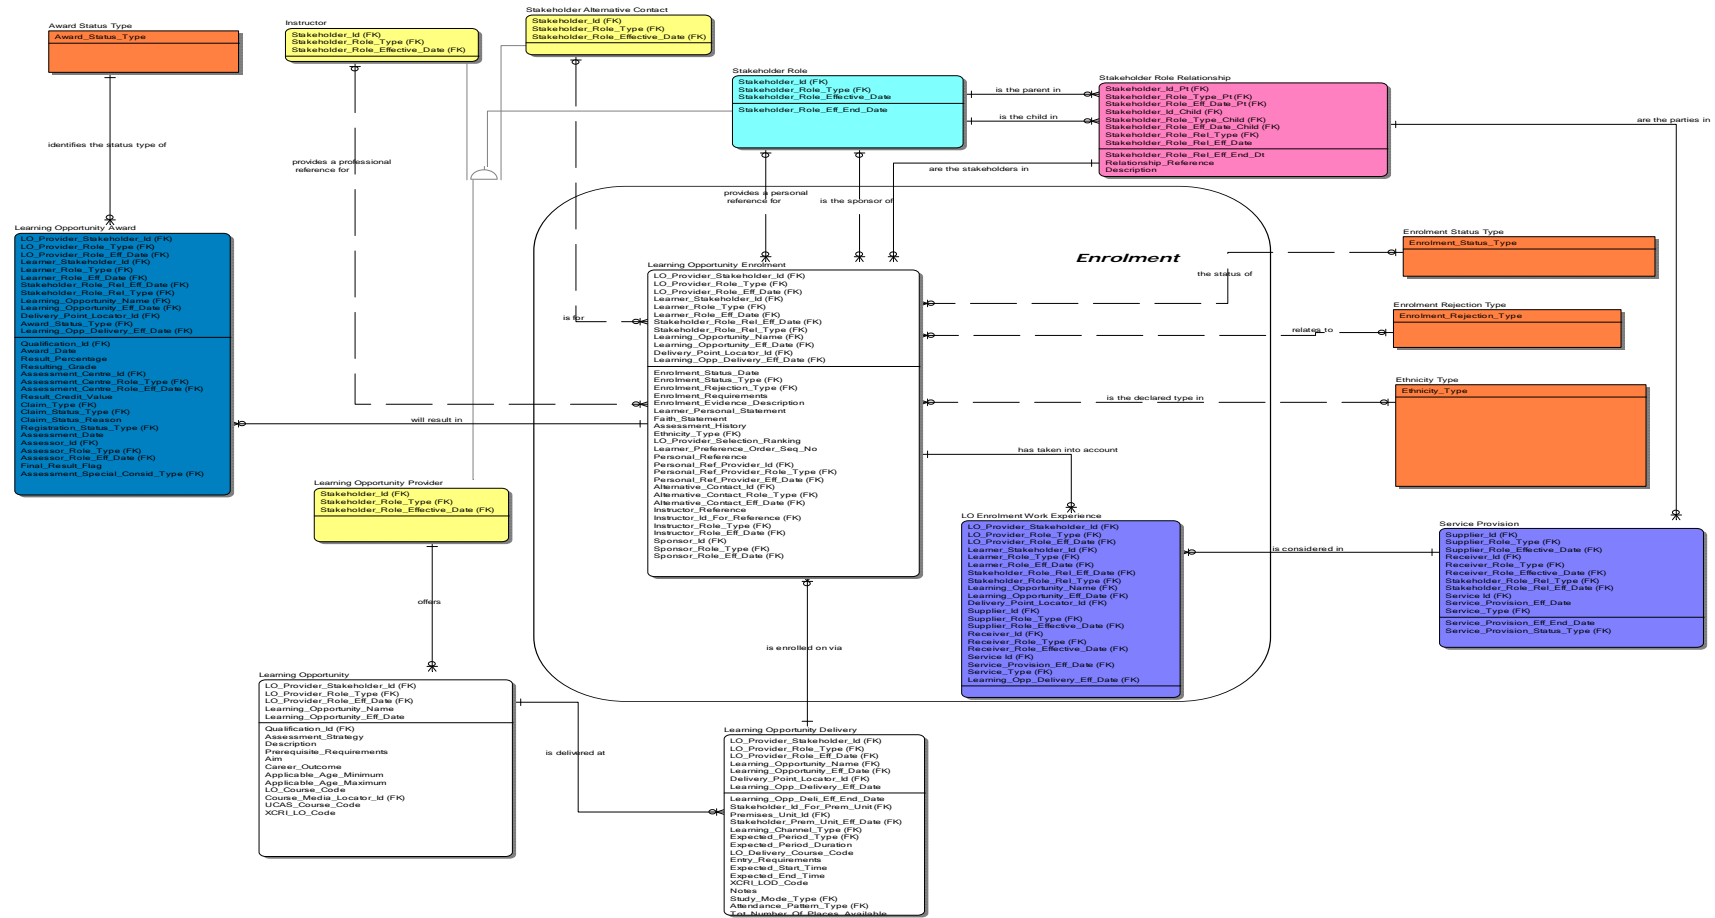 Award Status Type
Award_Status_Type
identifies the status type of
Instructor
Stakeholder_Id (FK)
Stakeholder_Role_Type (FK)
Stakeholder_Role_Effective_Date (FK)
provides a professional
reference for
Stakeholder Alternative Contact
Stakeholder_Id (FK)
Stakeholder_Role_Type (FK)
Stakeholder_Role_Effective_Date (FK)
is for
Stakeholder Role
Stakeholder_Id (FK)
Stakeholder_Role_Type (FK)
Stakeholder_Role_Effective_Date
Stakeholder_Role_Eff_End_Date
is the parent in
is the child in
Stakeholder Role Relationship
Stakeholder_Id_Pt (FK)
Stakeholder_Role_Type_Pt (FK)
Stakeholder_Role_Eff_Date_Pt (FK)
Stakeholder_Id_Child (FK)
Stakeholder_Role_Type_Child (FK)
Stakeholder_Role_Eff_Date_Child (FK)
Stakeholder_Role_Rel_Type (FK)
Stakeholder_Role_Rel_Eff_Date
Stakeholder_Role_Rel_Eff_End_Dt
Relationship_Reference
Description
are the parties in
are the stakeholders in
provides a personal
reference for
is the sponsor of
Learning Opportunity Award
LO_Provider_Stakeholder_Id (FK)
LO_Provider_Role_Type (FK)
LO_Provider_Role_Eff_Date (FK)
Learner_Stakeholder_Id (FK)
Learner_Role_Type (FK)
Learner_Role_Eff_Date (FK)
Stakeholder_Role_Rel_Eff_Date (FK)
Stakeholder_Role_Rel_Type (FK)
Learning_Opportunity_Name (FK)
Learning_Opportunity_Eff_Date (FK)
Delivery_Point_Locator_Id (FK)
Award_Status_Type (FK)
Learning_Opp_Delivery_Eff_Date (FK)
Qualification_Id (FK)
Award_Date
Result_Percentage
Resulting_Grade
Assessment_Centre_Id (FK)
Assessment_Centre_Role_Type (FK)
Assessment_Centre_Role_Eff_Date (FK)
Result_Credit_Value
Claim_Type (FK)
Claim_Status_Type (FK)
Claim_Status_Reason
Registration_Status_Type (FK)
Assessment_Date
Assessor_Id (FK)
Assessor_Role_Type (FK)
Assessor_Role_Eff_Date (FK)
Final_Result_Flag
Assessment_Special_Consid_Type (FK)
will result in
Enrolment
Learning Opportunity Enrolment
LO_Provider_Stakeholder_Id (FK)
LO_Provider_Role_Type (FK)
LO_Provider_Role_Eff_Date (FK)
Learner_Stakeholder_Id (FK)
Learner_Role_Type (FK)
Learner_Role_Eff_Date (FK)
Stakeholder_Role_Rel_Eff_Date (FK)
Stakeholder_Role_Rel_Type (FK)
Learning_Opportunity_Name (FK)
Learning_Opportunity_Eff_Date (FK)
Delivery_Point_Locator_Id (FK)
Learning_Opp_Delivery_Eff_Date (FK)
Enrolment_Status_Date
Enrolment_Status_Type (FK)
Enrolment_Rejection_Type (FK)
Enrolment_Requirements
Enrolment_Evidence_Description
Learner_Personal_Statement
Faith_Statement
Assessment_History
Ethnicity_Type (FK)
LO_Provider_Selection_Ranking
Learner_Preference_Order_Seq_No
Personal_Reference
Personal_Ref_Provider_Id (FK)
Personal_Ref_Provider_Role_Type (FK)
Personal_Ref_Provider_Eff_Date (FK)
Alternative_Contact_Id (FK)
Alternative_Contact_Role_Type (FK)
Alternative_Contact_Eff_Date (FK)
Instructor_Reference
Instructor_Id_For_Reference (FK)
Instructor_Role_Type (FK)
Instructor_Role_Eff_Date (FK)
Sponsor_Id (FK)
Sponsor_Role_Type (FK)
Sponsor_Role_Eff_Date (FK)
the status of
Enrolment Status Type
Enrolment_Status_Type
relates to
Enrolment Rejection Type
Enrolment_Rejection_Type
is the declared type in
Ethnicity Type
Ethnicity_Type
has taken into account
LO Enrolment Work Experience
LO_Provider_Stakeholder_Id (FK)
LO_Provider_Role_Type (FK)
LO_Provider_Role_Eff_Date (FK)
Learner_Stakeholder_Id (FK)
Learner_Role_Type (FK)
Learner_Role_Eff_Date (FK)
Stakeholder_Role_Rel_Eff_Date (FK)
Stakeholder_Role_Rel_Type (FK)
Learning_Opportunity_Name (FK)
Learning_Opportunity_Eff_Date (FK)
Delivery_Point_Locator_Id (FK)
Supplier_Id (FK)
Supplier_Role_Type (FK)
Supplier_Role_Effective_Date (FK)
Receiver_Id (FK)
Receiver_Role_Type (FK)
Receiver_Role_Effective_Date (FK)
Service Id (FK)
Service_Provision_Eff_Date (FK)
Service_Type (FK)
Learning_Opp_Delivery_Eff_Date (FK)
is considered in
Service Provision
Supplier_Id (FK)
Supplier_Role_Type (FK)
Supplier_Role_Effective_Date (FK)
Receiver_Id (FK)
Receiver_Role_Type (FK)
Receiver_Role_Effective_Date (FK)
Stakeholder_Role_Rel_Type (FK)
Stakeholder_Role_Rel_Eff_Date (FK)
Service Id (FK)
Service_Provision_Eff_Date
Service_Type (FK)
Service_Provision_Eff_End_Date
Service_Provision_Status_Type (FK)
Learning Opportunity Provider
Stakeholder_Id (FK)
Stakeholder_Role_Type (FK)
Stakeholder_Role_Effective_Date (FK)
offers
is enrolled on via
Learning Opportunity
LO_Provider_Stakeholder_Id (FK)
LO_Provider_Role_Type (FK)
LO_Provider_Role_Eff_Date (FK)
Learning_Opportunity_Name
Learning_Opportunity_Eff_Date
Qualification_Id (FK)
Assessment_Strategy
Description
Prerequisite_Requirements
Aim
Career_Outcome
Applicable_Age_Minimum
Applicable_Age_Maximum
LO_Course_Code
Course_Media_Locator_Id (FK)
UCAS_Course_Code
XCRI_LO_Code
is delivered at
Learning Opportunity Delivery
LO_Provider_Stakeholder_Id (FK)
LO_Provider_Role_Type (FK)
LO_Provider_Role_Eff_Date (FK)
Learning_Opportunity_Name (FK)
Learning_Opportunity_Eff_Date (FK)
Delivery_Point_Locator_Id (FK)
Learning_Opp_Delivery_Eff_Date
Learning_Opp_Deli_Eff_End_Date
Stakeholder_Id_For_Prem_Unit (FK)
Premises_Unit_Id (FK)
Stakeholder_Prem_Unit_Eff_Date (FK)
Learning_Channel_Type (FK)
Expected_Period_Type (FK)
Expected_Period_Duration
LO_Delivery_Course_Code
Entry_Requirements
Expected_Start_Time
Expected_End_Time
XCRI_LOD_Code
Notes
Study_Mode_Type (FK)
Attendance_Pattern_Type (FK)
Tot_Number_Of_Places_Available